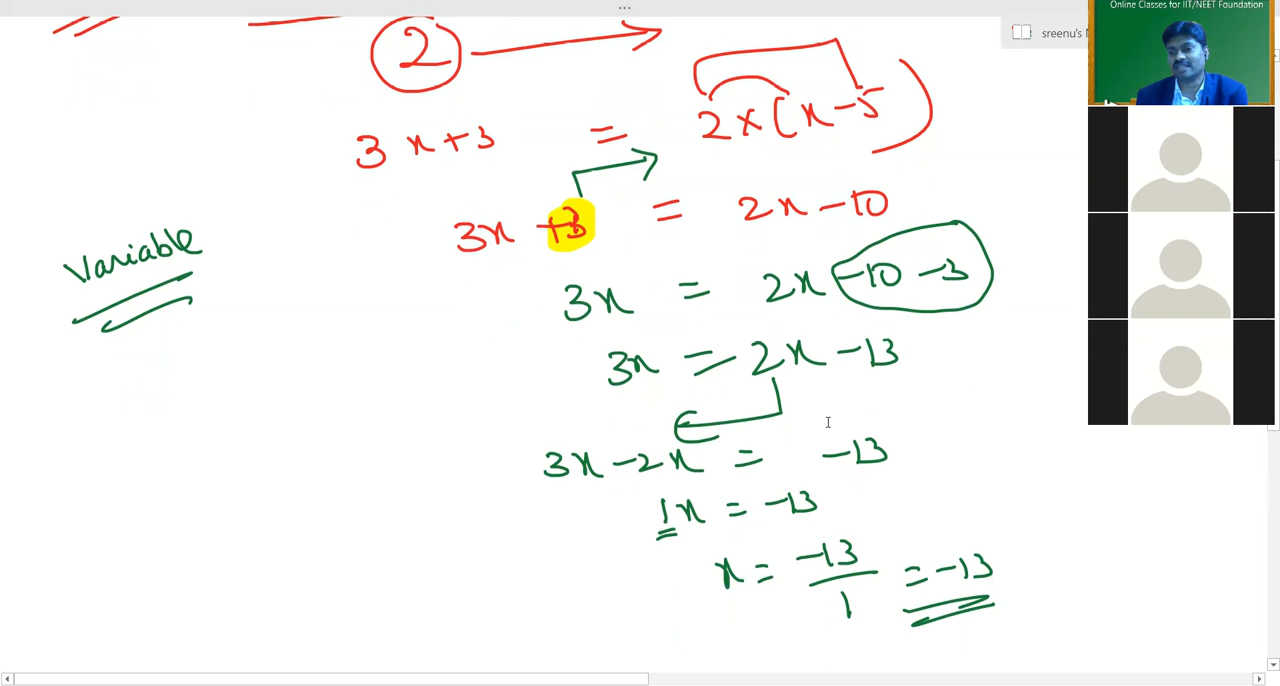 Online Classes for IIT/NEET Foundation
sreenu's
2
3x+3 = 2×(x-5)
3x +3 = 2x-10
Variable
3x = 2x -10 -3
3x = 2x -13
3x -2x = -13
1x = -13
x = -13/1 = -13